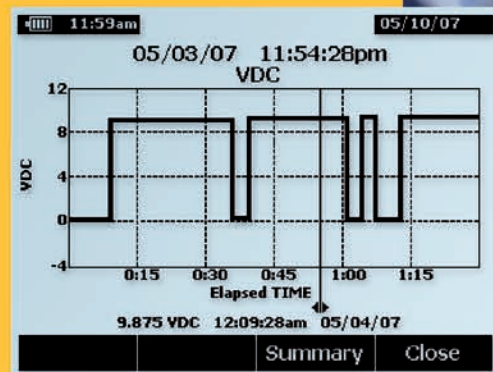 11:59am 05/10/07
05/03/07 11:54:28pm
VDC
12
8
4
0
-4
VDC
0:15 0:30 0:45 1:00 1:15
Elapsed TIME
9.875 VDC 12:09:28am 05/04/07
Summary Close